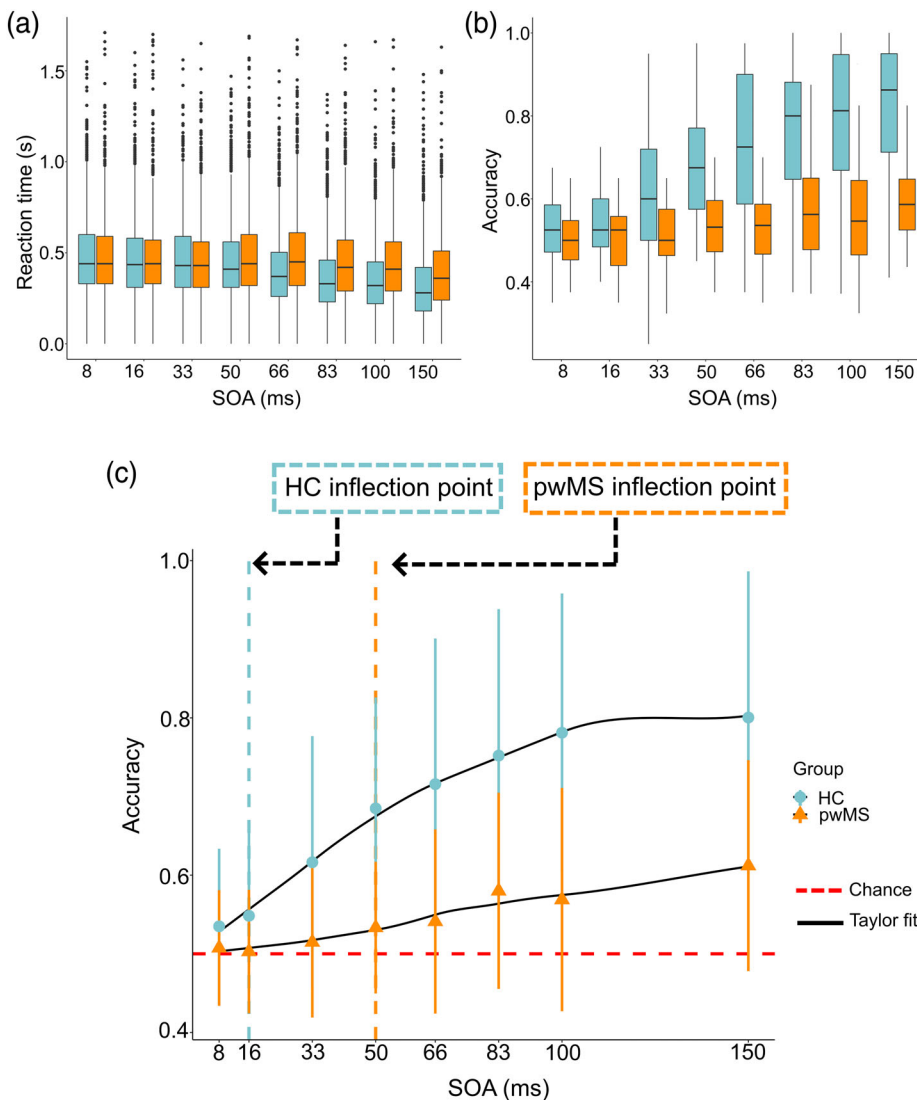 (a)
Reaction time (s)
1.5
1.0
0.5
0.0
8 16 33 50 66 83 100 150
SOA (ms)
(b)
Accuracy
1.0
0.8
0.6
0.4
8 16 33 50 66 83 100 150
SOA (ms)
(c)
HC inflection point
pwMS inflection point
Accuracy
1.0
0.8
0.6
0.4
8 16 33 50 66 83 100 150
SOA (ms)
Group
HC
pwMS
Chance
Taylor fit